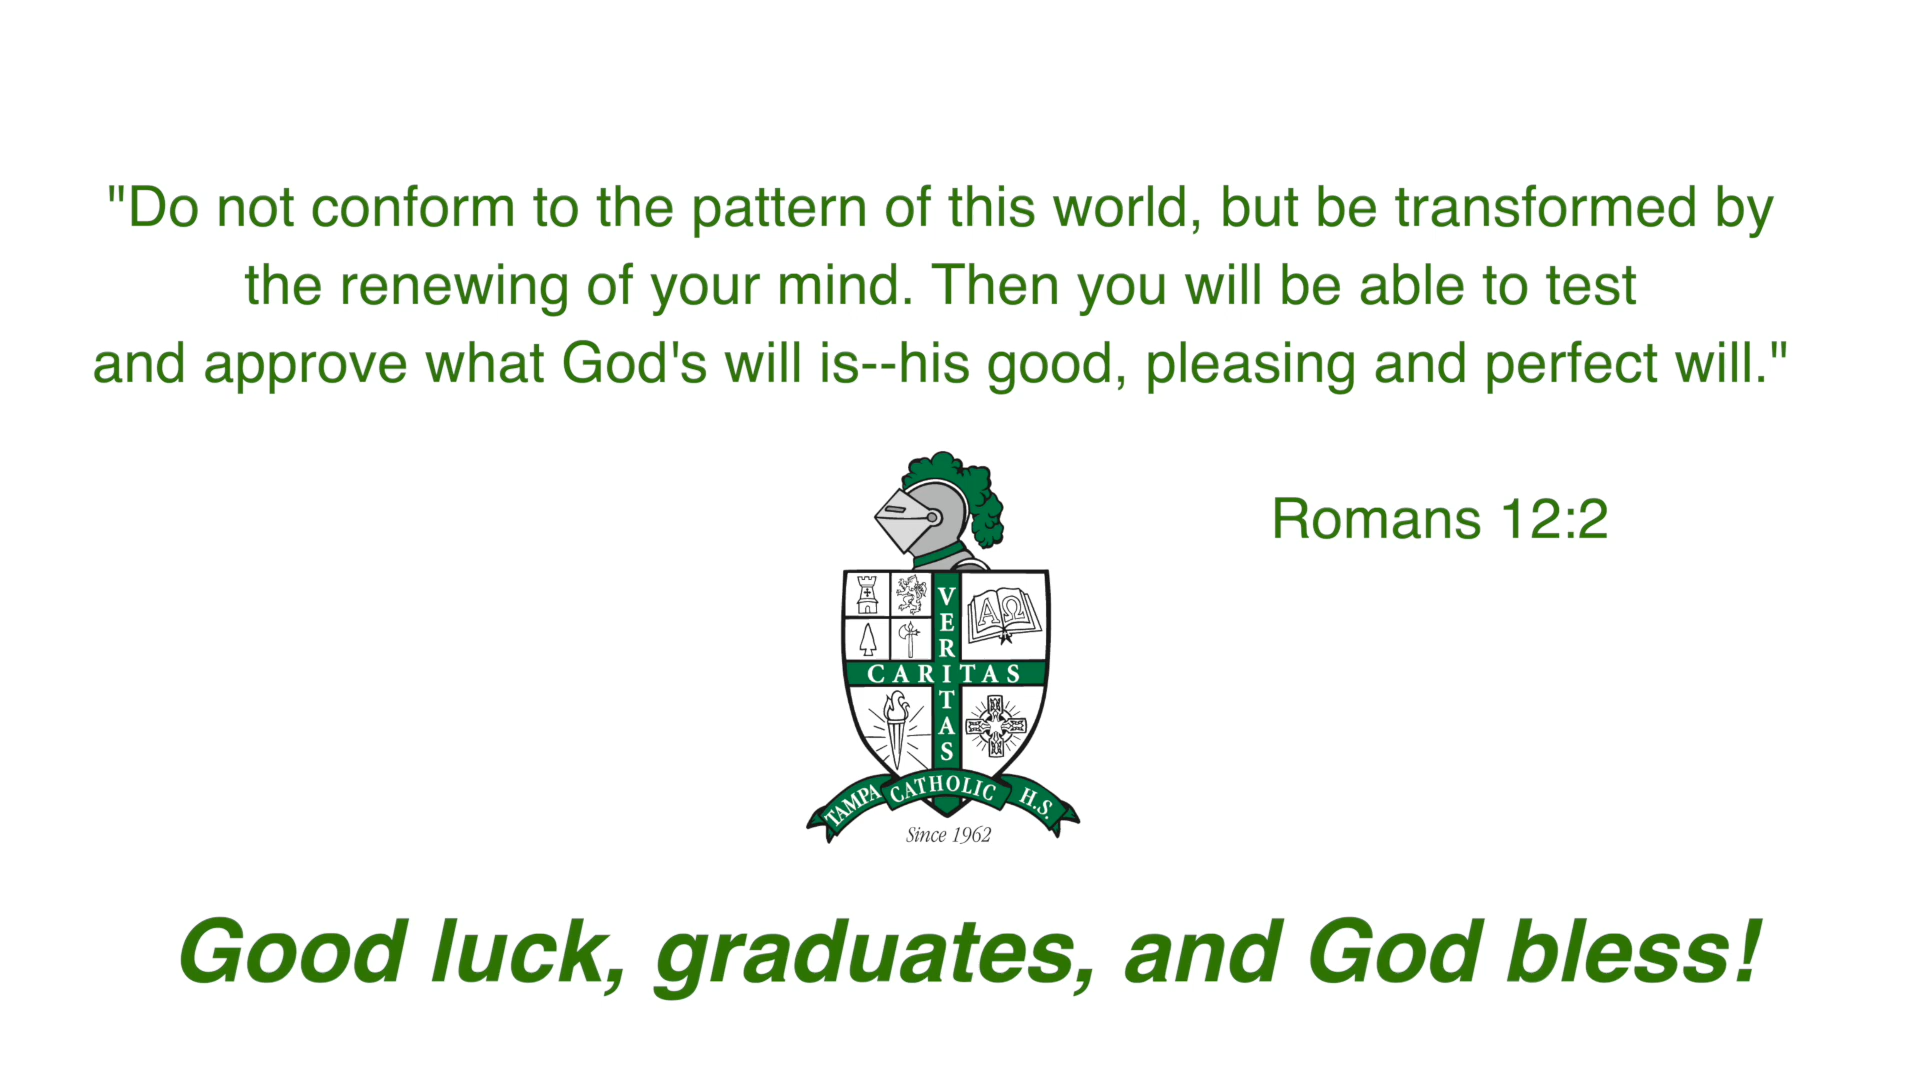 "Do not conform to the pattern of this world, but be transformed by
the renewing of your mind. Then you will be able to test
and approve what God's will is--his good, pleasing and perfect will."
Romans 12:2
VERITAS
CARITAS
ΑΩ
TAMPA CATHOLIC H.S.
Since 1962
Good luck, graduates, and God bless!